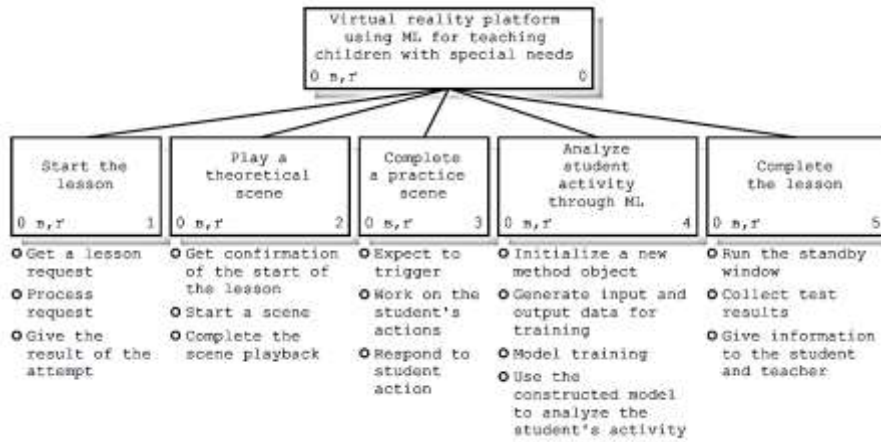 Virtual reality platform
using ML for teaching
children with special needs
0 в,г 0
Start the
lesson
0 в,г 1
Play a
theoretical
scene
0 в,г 2
Complete
a practice
scene
0 в,г 3
Analyze
student
activity
through ML
0 в,г 4
Complete
the lesson
0 в,г 5
Get a lesson
request
Process
request
Give the
result of the
attempt
Get confirmation
of the start of
the lesson
Start a scene
Complete the
scene playback
Expect to
trigger
Work on the
student's
actions
Respond to
student
action
Initialize a new
method object
Generate input and
output data for
training
Model training
Use the
constructed model
to analyze the
student's activity
Run the standby
window
Collect test
results
Give information
to the student
and teacher